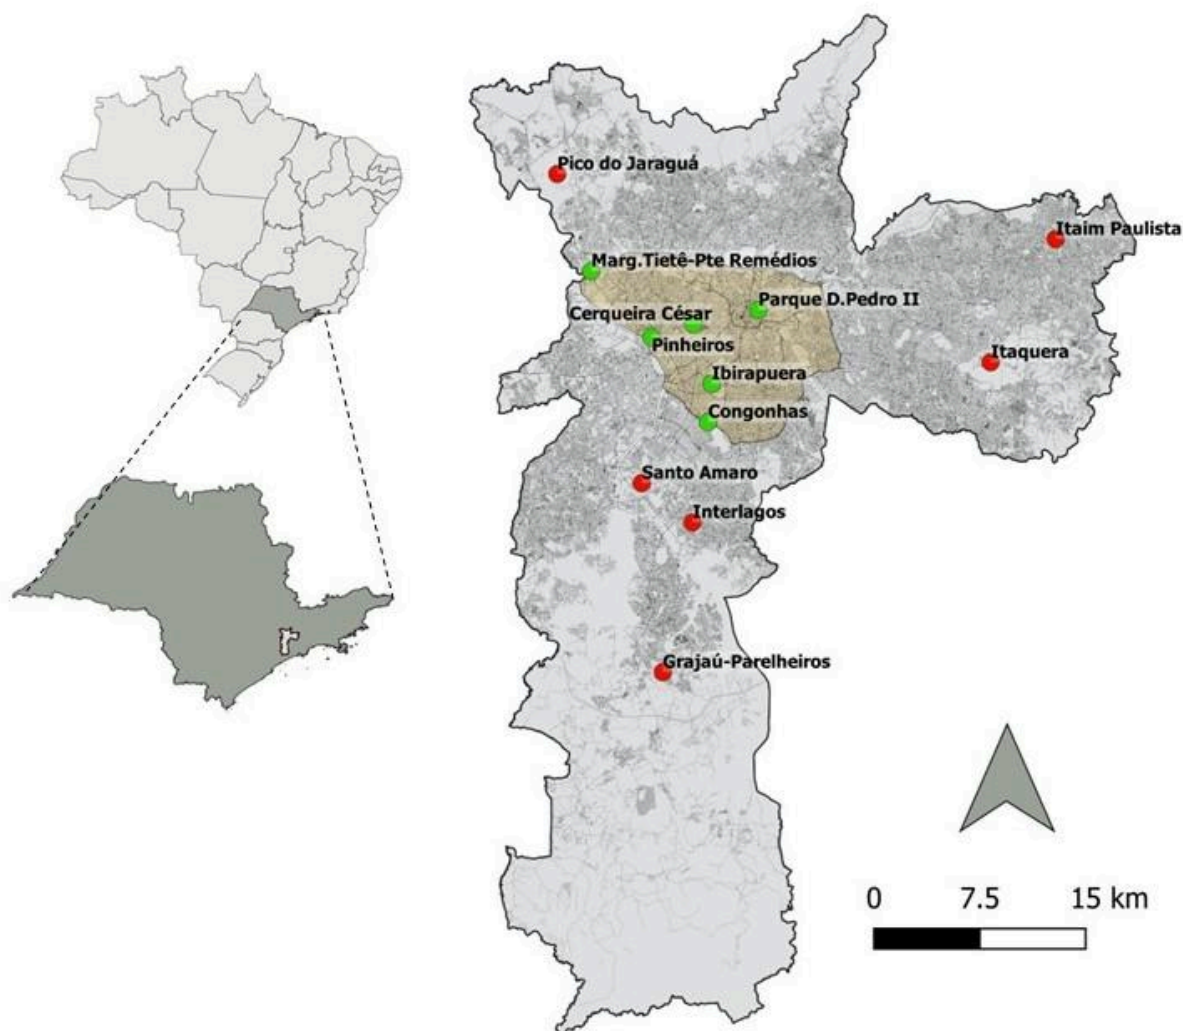 Pico do Jaraguá
Itaim Paulista
Marg.Tietê-Pte Remédios
Parque D.Pedro II
Cerqueira César
Pinheiros
Itaquera
Ibirapuera
Congonhas
Santo Amaro
Interlagos
Grajaú-Parelheiros
0 7.5 15 km